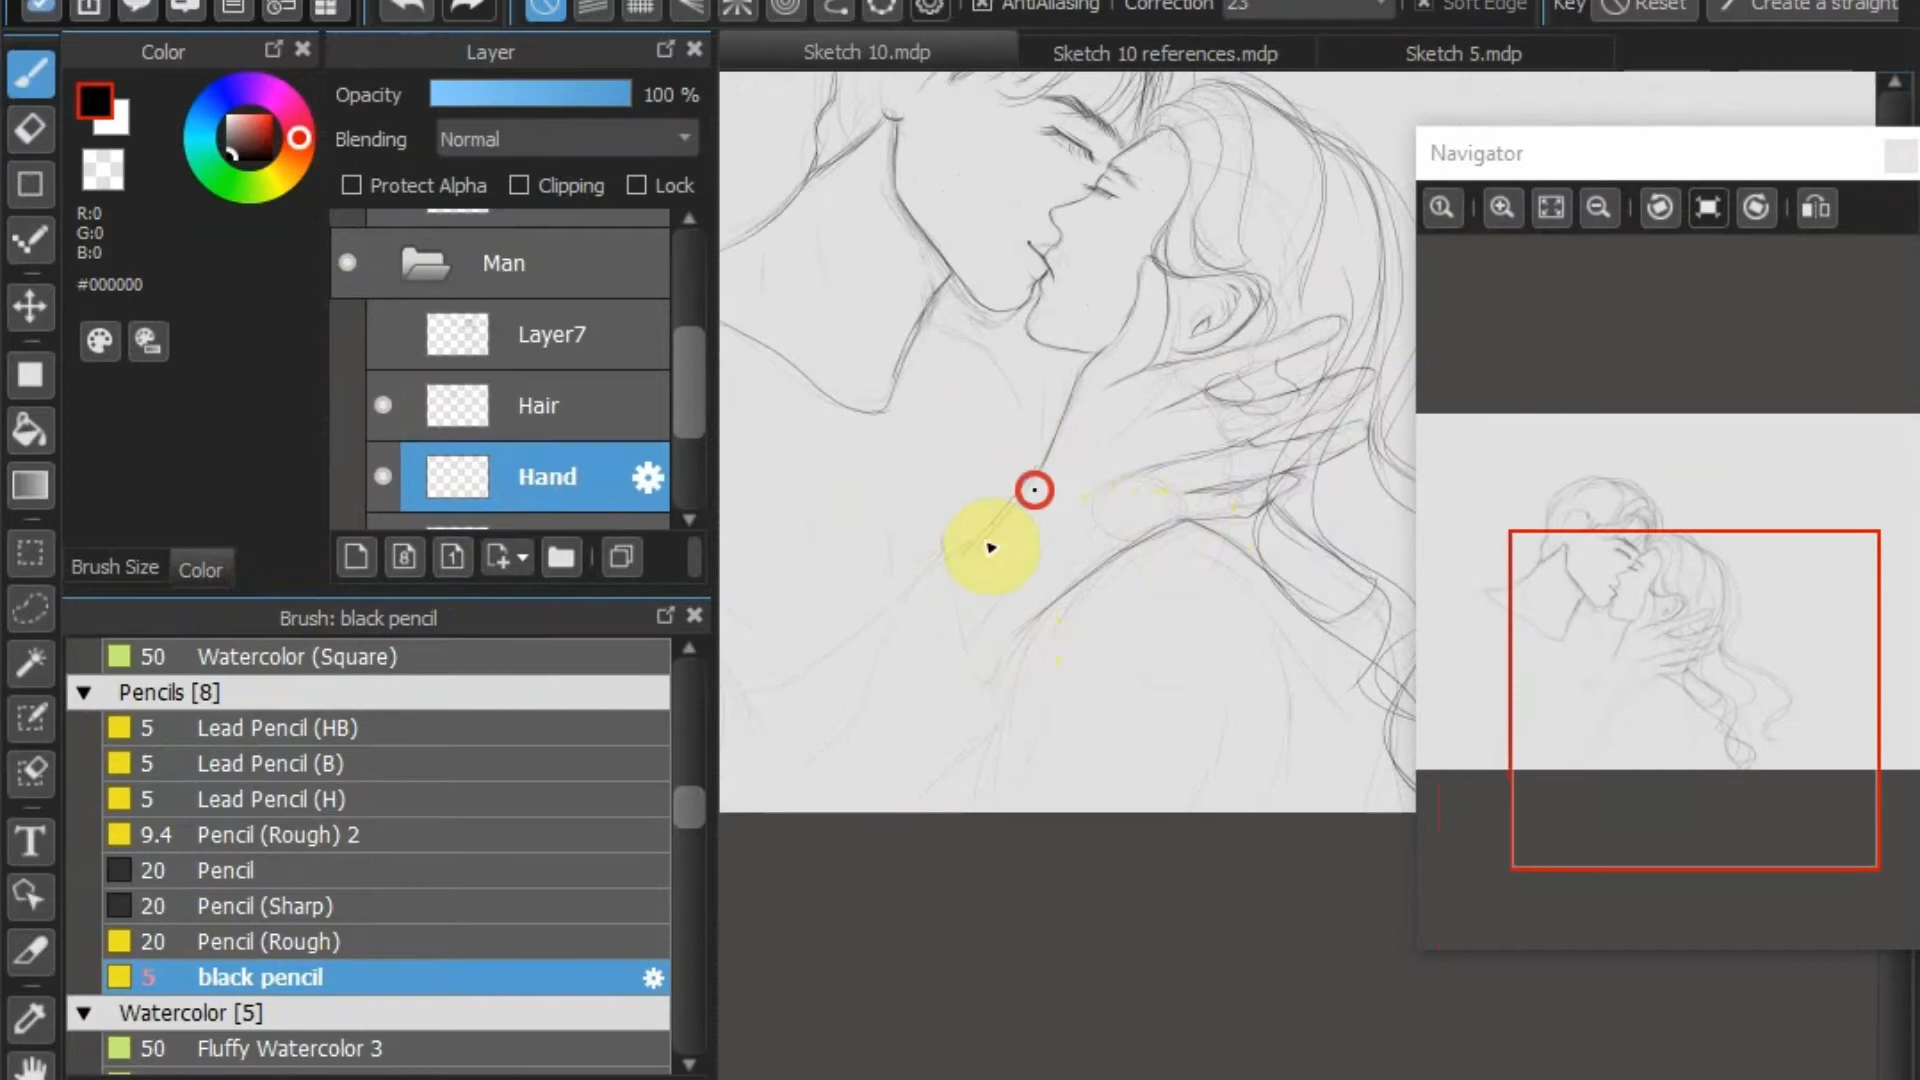 AntiAliasing
Correction
23
Soft Edge
Key
Reset
Create a straight
Color
Layer
Sketch 10.mdp
Sketch 10 references.mdp
Sketch 5.mdp
Opacity
100 %
Blending
Normal
Protect Alpha
Clipping
Lock
R:0
G:0
B:0
#000000
Man
Layer7
Hair
Hand
8
1
Brush Size
Color
Navigator
1
Brush: black pencil
50 Watercolor (Square)
Pencils [8]
5 Lead Pencil (HB)
5 Lead Pencil (B)
5 Lead Pencil (H)
9.4 Pencil (Rough) 2
20 Pencil
20 Pencil (Sharp)
20 Pencil (Rough)
5 black pencil
Watercolor [5]
50 Fluffy Watercolor 3
T